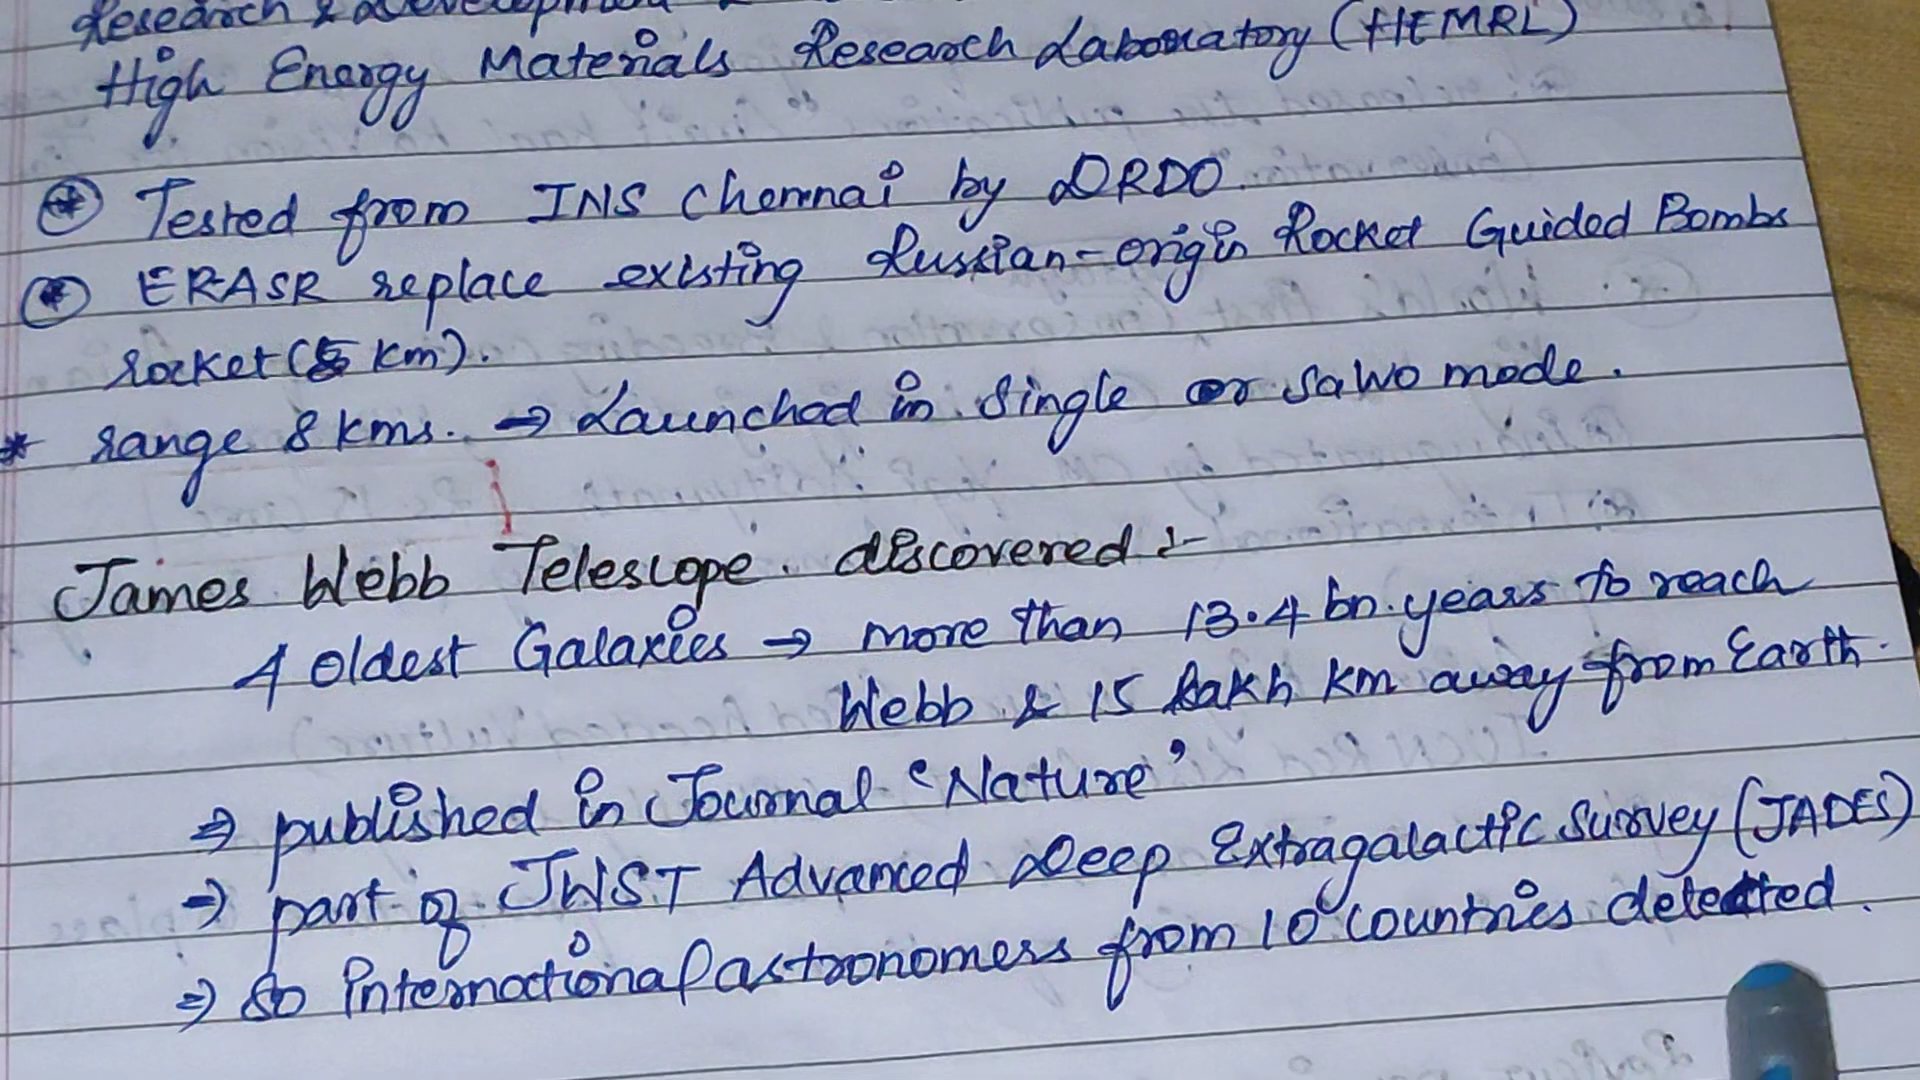 Research & Development
High Energy Materials Research Laboratory (HEMRL)
* Tested from INS Chennai by DRDO.
* ERASR replace existing Russian-origin Rocket Guided Bombs
rocket (5 km).
* range 8 kms. → Launched in Single or salvo mode.
James Webb Telescope. discovered :-
4 oldest Galaxies → more than 13.4 bn. years to reach
Webb & 15 lakh km away from Earth.
⇒ published in Journal 'Nature'
⇒ part of JWST Advanced Deep Extragalactic Survey (JADES)
⇒ 80 International astronomers from 10 countries detected.